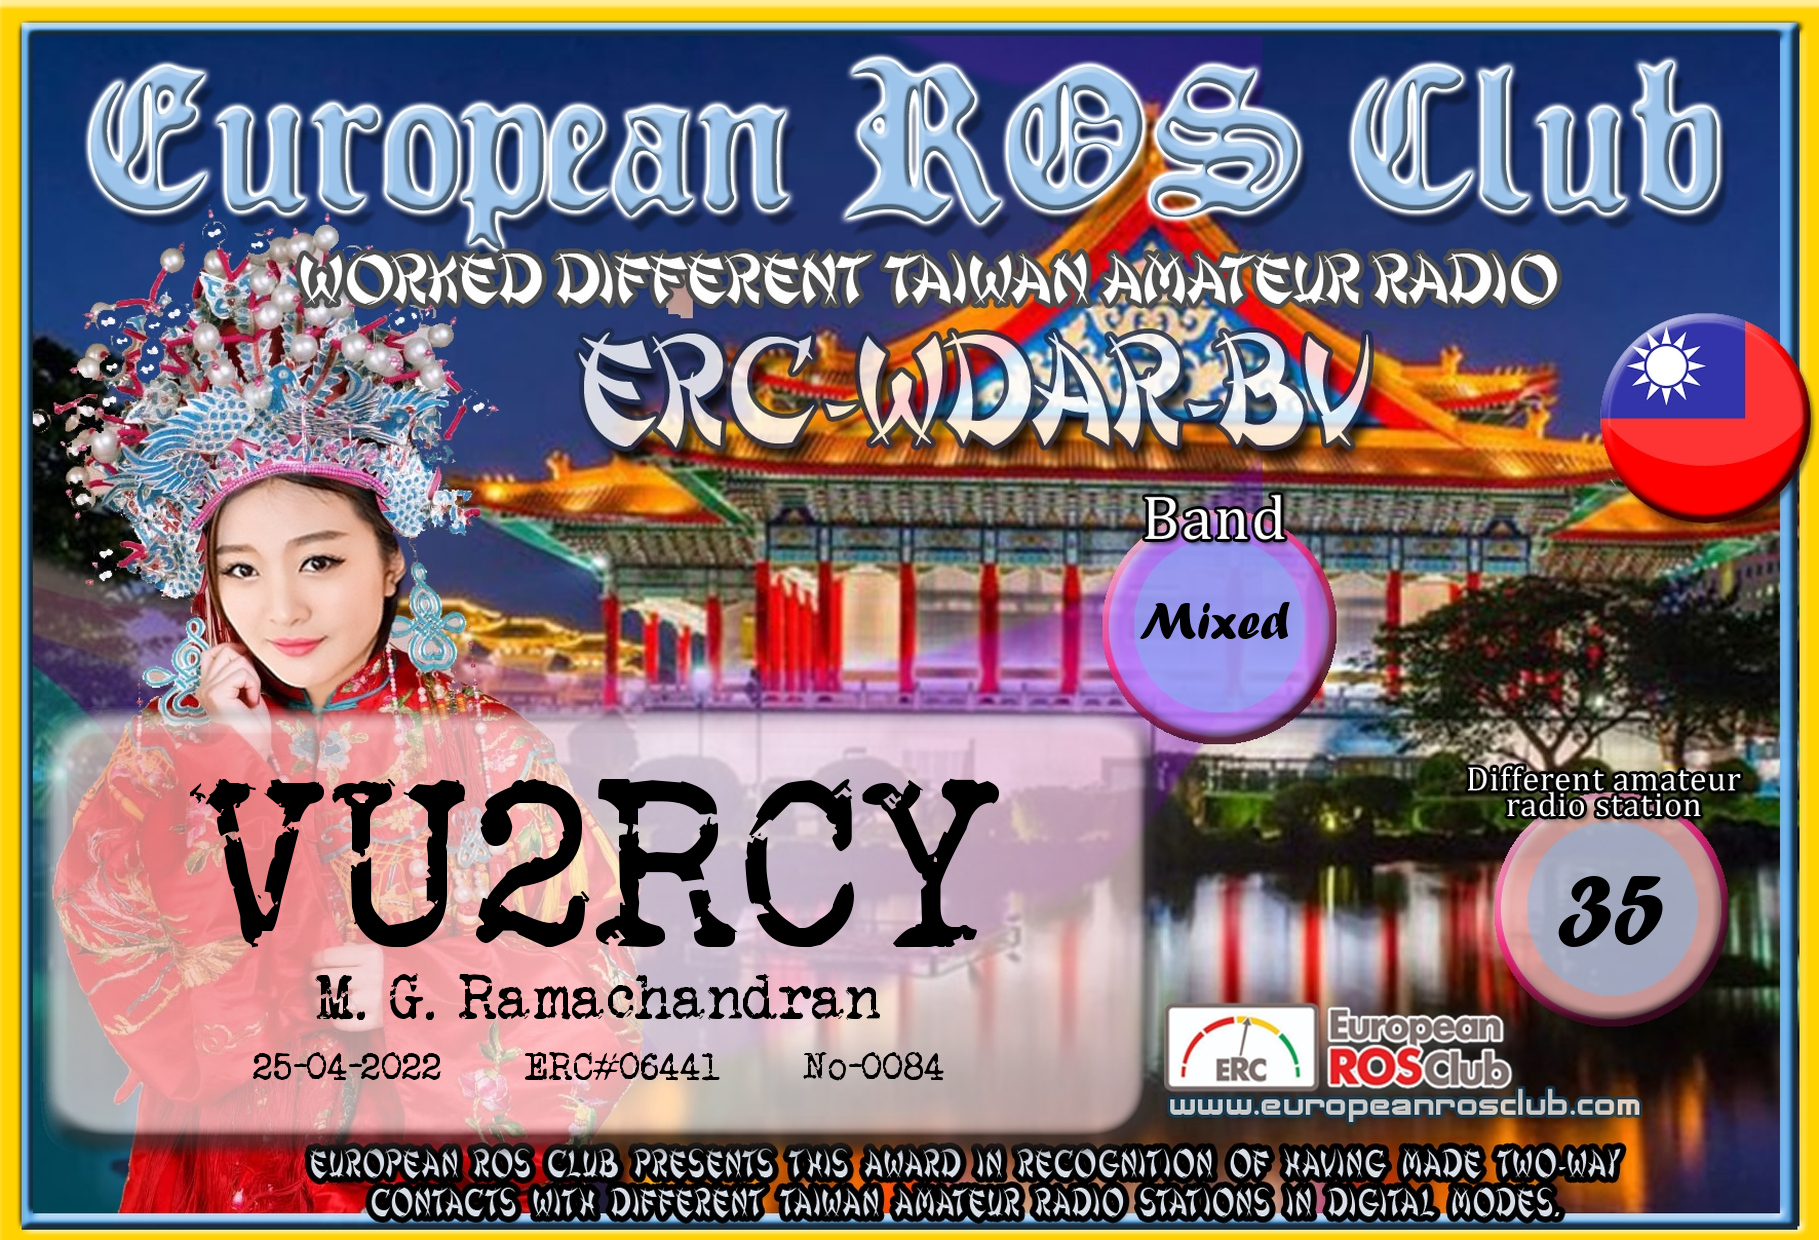 European ROS Club
WORKED DIFFERENT TAIWAN AMATEUR RADIO
ERC-WDAR-BV
Band
Mixed
Different amateur
radio station
35
VU2RCY
M. G. Ramachandran
25-04-2022 ERC#06441 No-0084
ERC
European
ROSclub
www.europeanrosclub.com
EUROPEAN ROS CLUB PRESENTS THIS AWARD IN RECOGNITION OF HAVING MADE TWO-WAY
CONTACTS WITH DIFFERENT TAIWAN AMATEUR RADIO STATIONS IN DIGITAL MODES.